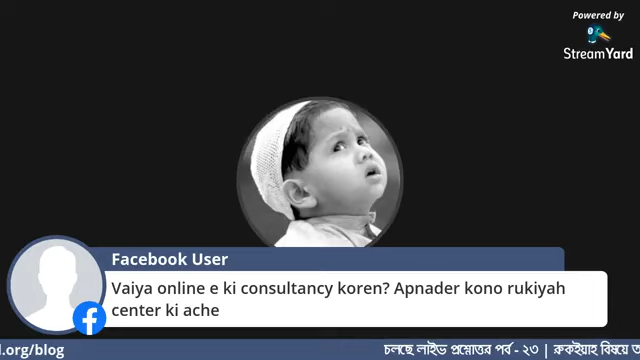 Powered by
StreamYard
Facebook User
Vaiya online e ki consultancy koren? Apnader kono rukiyah
center ki ache
l.org/blog
চলছে লাইভ প্রশ্নোত্তর পর্ব - ২৩ | রুকইয়াহ বিষয়ে